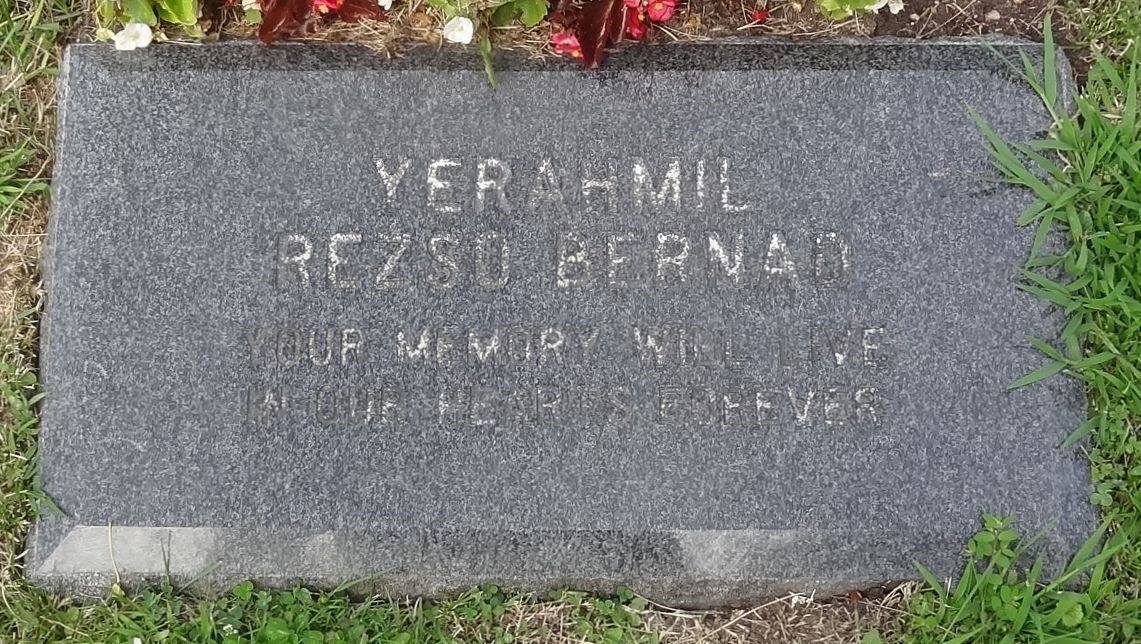 YERAHMIL
REZSO BERNAD
YOUR MEMORY WILL LIVE
IN OUR HEARTS FOREVER